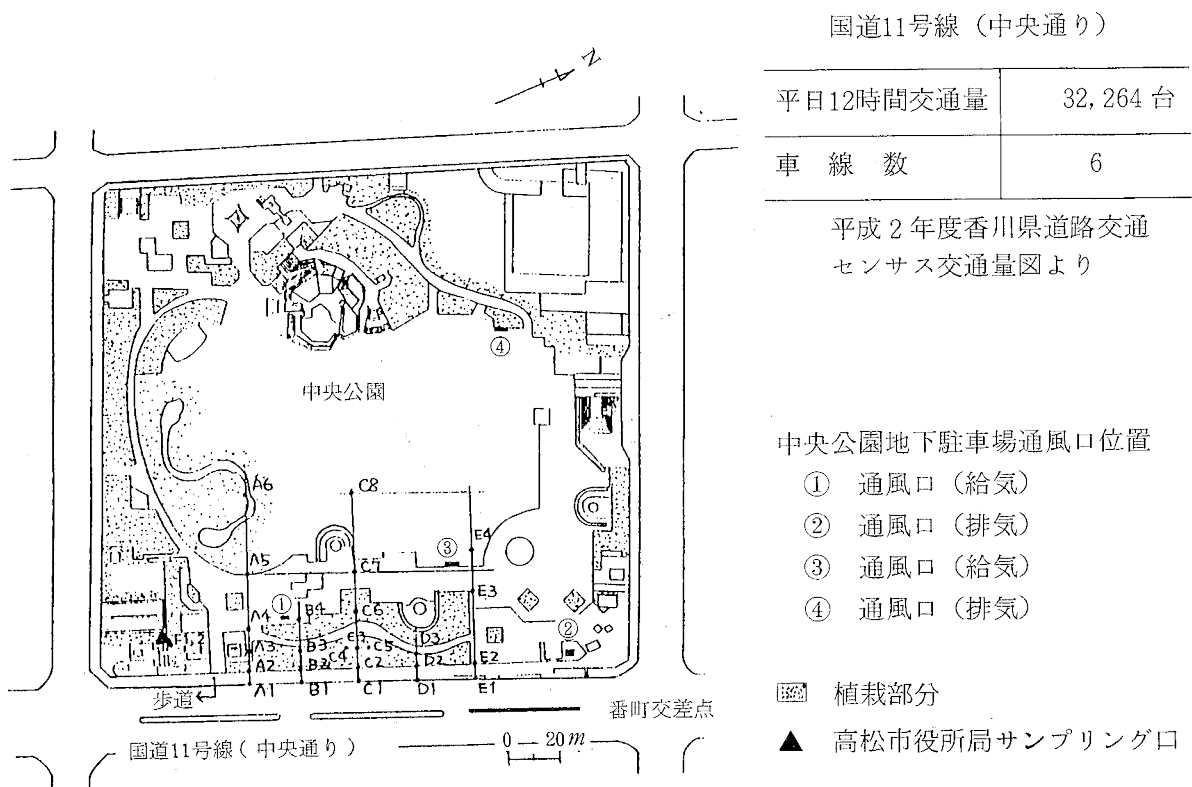 国道11号線（中央通り）
平日12時間交通量 32,264 台
車線数 6
平成2年度香川県道路交通
センサス交通量図より
N
④
中央公園
A6
C8
E4
③
A5
C7
E3
①
B4
C6
A4
②
A3
B3
C4
C5
D3
A2
C2
D2
E2
A1
B1
C1
D1
E1
歩道
番町交差点
国道11号線（中央通り）
0 20m
中央公園地下駐車場通風口位置
① 通風口（給気）
② 通風口（排気）
③ 通風口（給気）
④ 通風口（排気）
植栽部分
▲ 高松市役所局サンプリング口